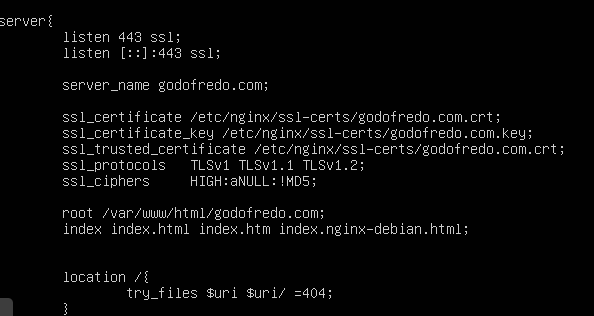 server{
listen 443 ssl;
listen [::]:443 ssl;
server_name godofredo.com;
ssl_certificate /etc/nginx/ssl-certs/godofredo.com.crt;
ssl_certificate_key /etc/nginx/ssl-certs/godofredo.com.key;
ssl_trusted_certificate /etc/nginx/ssl-certs/godofredo.com.crt;
ssl_protocols TLSv1 TLSv1.1 TLSv1.2;
ssl_ciphers HIGH:aNULL:!MD5;
root /var/www/html/godofredo.com;
index index.html index.htm index.nginx-debian.html;
location /{
try_files $uri $uri/ =404;
}